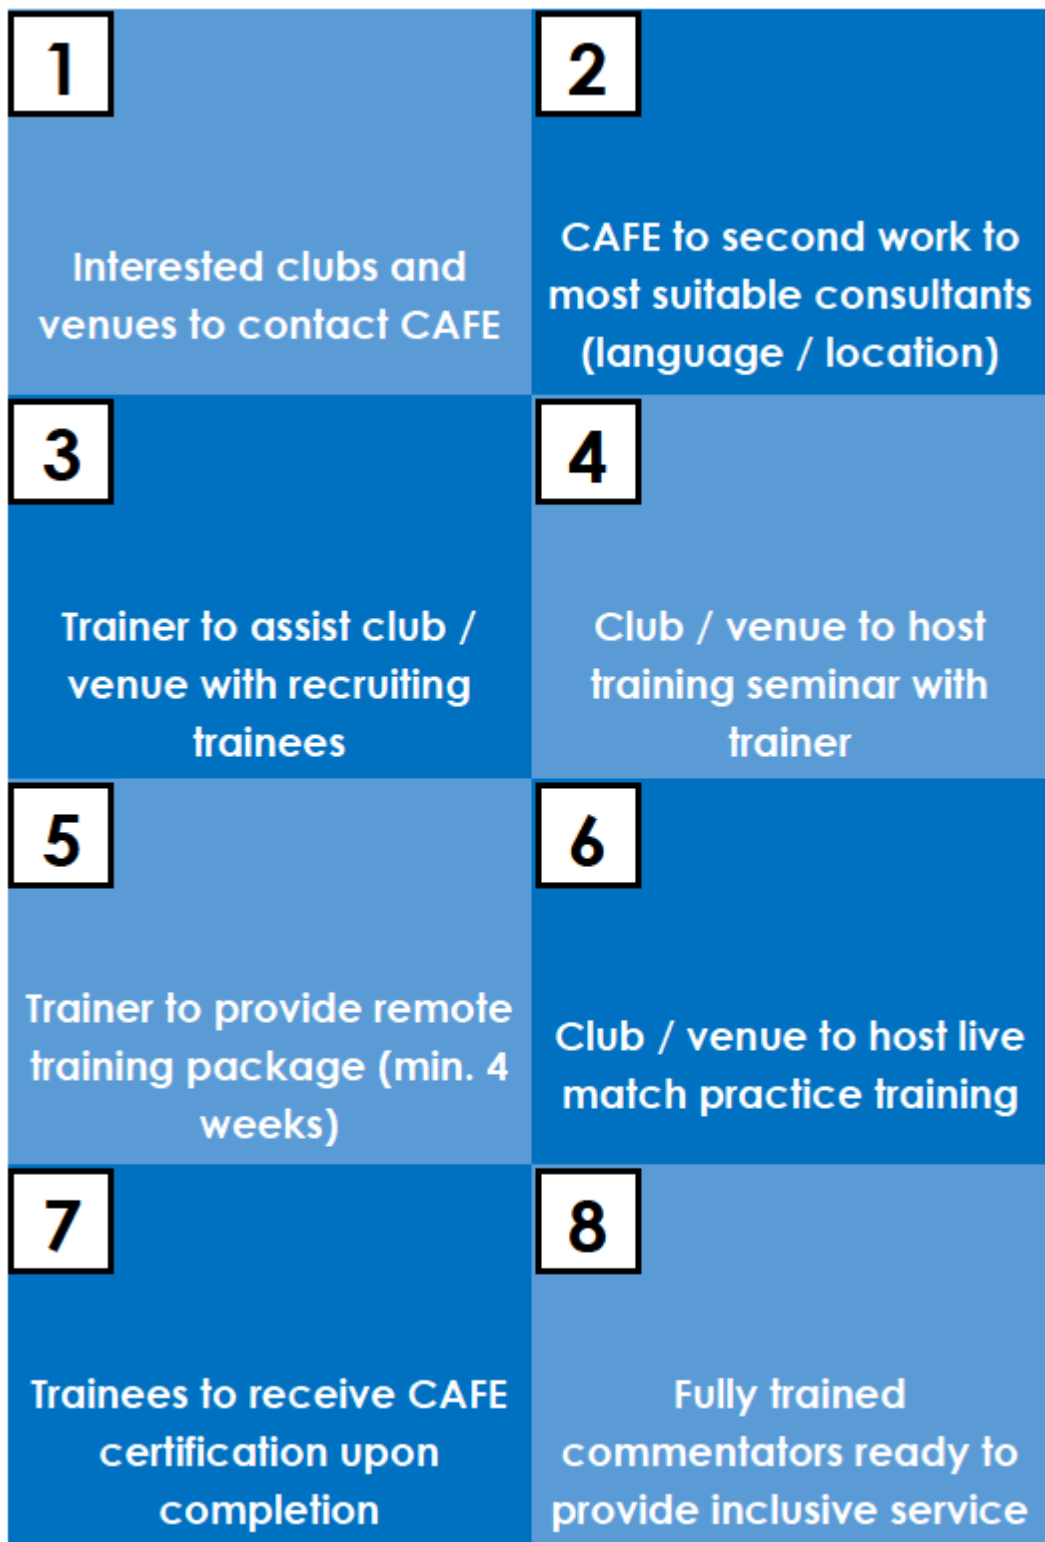 1
Interested clubs and
venues to contact CAFE
2
CAFE to second work to
most suitable consultants
(language / location)
3
Trainer to assist club /
venue with recruiting
trainees
4
Club / venue to host
training seminar with
trainer
5
Trainer to provide remote
training package (min. 4
weeks)
6
Club / venue to host live
match practice training
7
Trainees to receive CAFE
certification upon
completion
8
Fully trained
commentators ready to
provide inclusive service